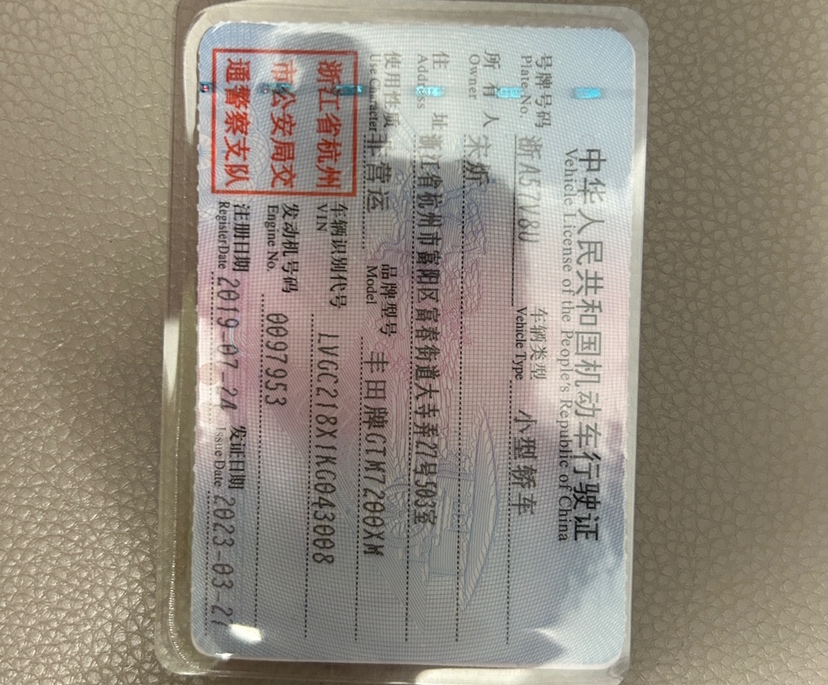 中华人民共和国机动车行驶证
Vehicle License of the People's Republic of China
号牌号码 浙A57V8U 车辆类型 小型轿车
Plate No. Vehicle Type
所有人
Owner
住址 浙江省杭州市富阳区富春街道大寺弄27号503室
Address
使用性质 非营运 品牌型号 丰田牌GTM7200XM
Use Character Model
浙江省杭州
市公安局交
通警察支队
车辆识别代号 LVGC218X1KG043008
VIN
发动机号码 0097953
Engine No.
注册日期 2019-07-24 发证日期 2023-03-27
Register Date Issue Date